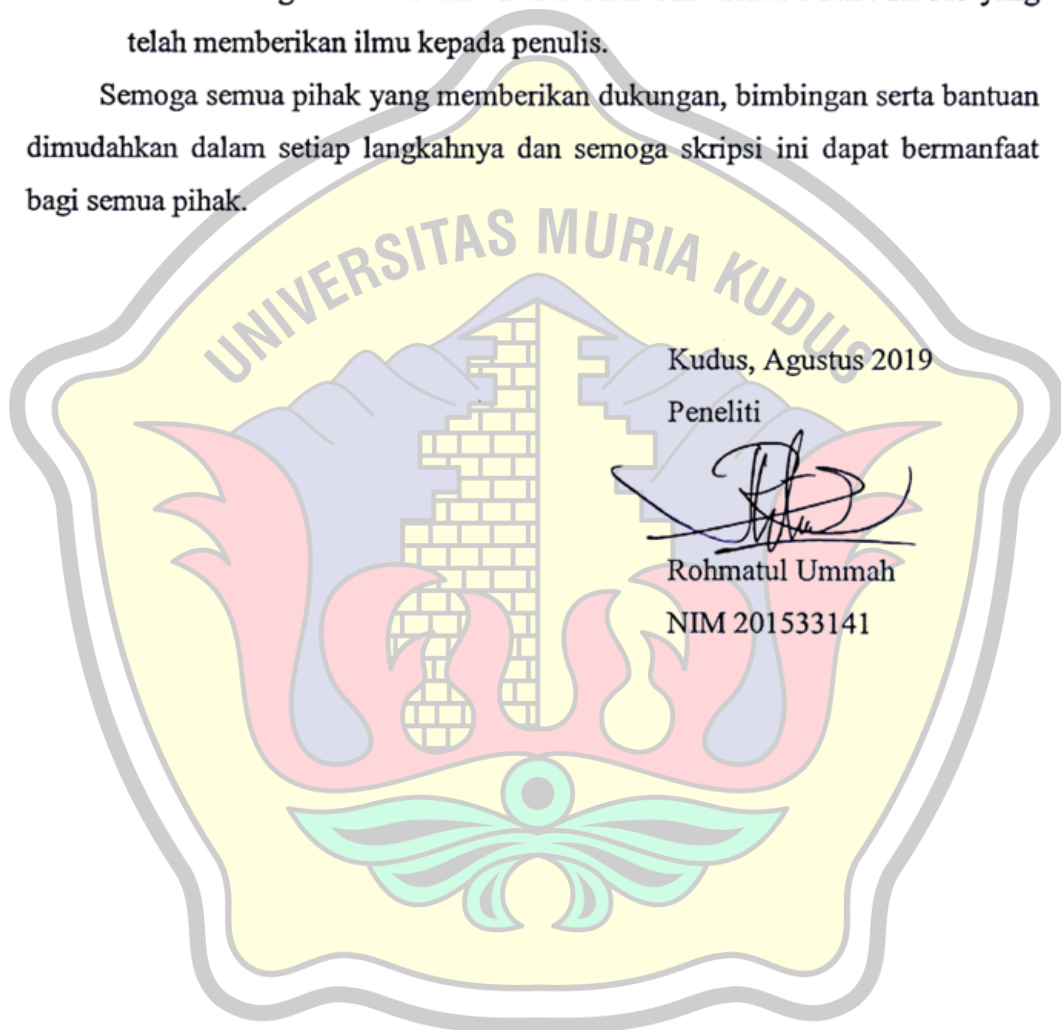 yang
telah memberikan ilmu kepada penulis.
Semoga semua pihak yang memberikan dukungan, bimbingan serta bantuan
dimudahkan dalam setiap langkahnya dan semoga skripsi ini dapat bermanfaat
bagi semua pihak.
UNIVERSITAS MURIA KUDUS
Kudus, Agustus 2019
Peneliti
Rohmatul Ummah
NIM 201533141